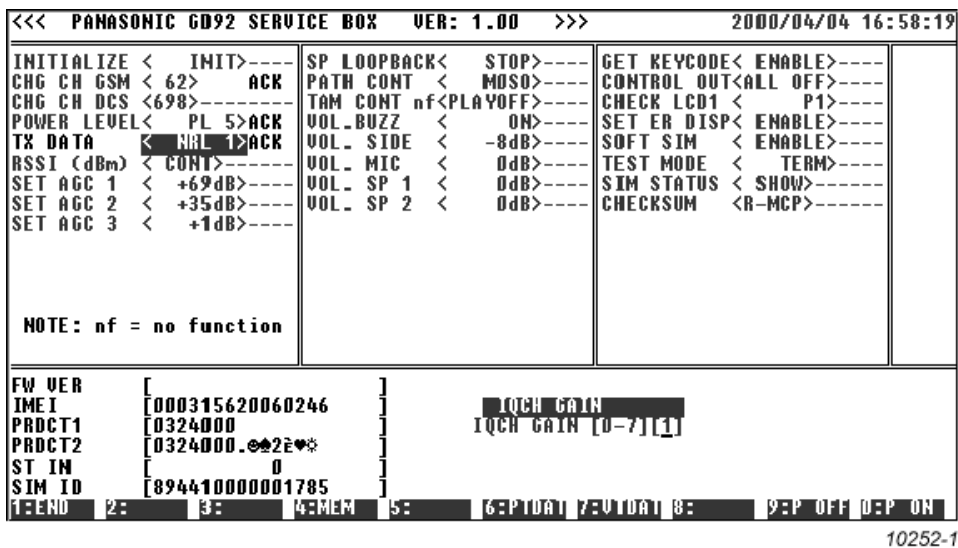 <<< PANASONIC GD92 SERVICE BOX VER: 1.00 >>> 2000/04/04 16:58:19
INITIALIZE < INIT>----
CHG CH GSM < 62> ACK
CHG CH DCS <698>---------
POWER LEVEL< PL 5>ACK
TX DATA < NRL 1>ACK
RSSI (dBm) < CONT>-------
SET AGC 1 < +69dB>----
SET AGC 2 < +35dB>----
SET AGC 3 < +1dB>----
NOTE: nf = no function
SP LOOPBACK< STOP>----
PATH CONT < MØSO>----
TAM CONT nf<PLAYOFF>----
VOL.BUZZ < ON>----
VOL. SIDE < -8dB>----
VOL. MIC < 0dB>----
VOL. SP 1 < 0dB>----
VOL. SP 2 < 0dB>----
GET KEYCODE< ENABLE>----
CONTROL OUT<ALL OFF>----
CHECK LCD1 < P1>----
SET ER DISP< ENABLE>----
SOFT SIM < ENABLE>----
TEST MODE < TERM>----
SIM STATUS < SHOW>------
CHECKSUM <R-MCP>------
FW VER [ ]
IMEI [000315620060246 ]
PRDCT1 [0324000 ]
PRDCT2 [0324000.☻♠2È♥☼ ]
ST IN [ 0 ]
SIM ID [894410000001785 ]
IQCH GAIN
IQCH GAIN [0-7][1]
1:END 2: 3: 4:MEM 5: 6:PTDAT 7:VTDAT 8: 9:P OFF 0:P ON
10252-1